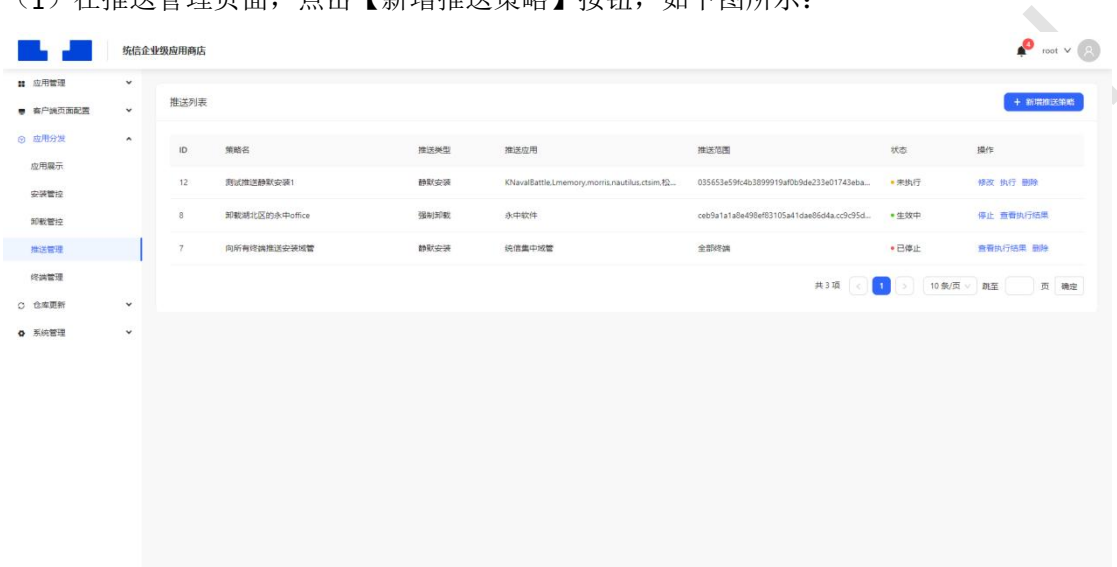 （1）在推送管理页面，点击【新增推送策略】按钮，如下图所示：
统信企业级应用商店
4
root
应用管理
客户端页面配置
应用分发
应用展示
安装管控
卸载管控
推送管理
终端管理
仓库更新
系统管理
推送列表
+ 新增推送策略
ID 策略名 推送类型 推送应用 推送范围 状态 操作
12 测试推送静默安装1 静默安装 KNavalBattle,Lmemory,morris,nautilus,ctsim,松... 035653e59fc4b3899919af0b9de233e01743eba... 未执行 修改 执行 删除
8 卸载湖北区的永中office 强制卸载 永中软件 ceb9a1a1a8e498ef83105a41dae86d4a,cc9c95d... 生效中 停止 查看执行结果
7 向所有终端推送安装域管 静默安装 统信集中域管 全部终端 已停止 查看执行结果 删除
共 3 项 < 1 > 10 条/页 跳至 页 确定